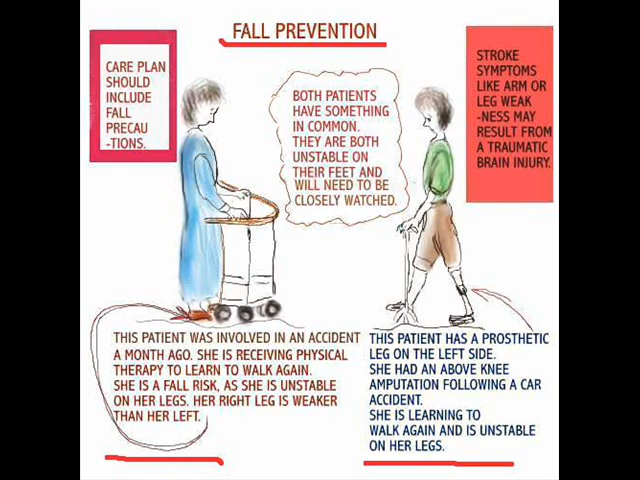 FALL PREVENTION
CARE PLAN
SHOULD
INCLUDE
FALL
PRECAU
-TIONS.
BOTH PATIENTS
HAVE SOMETHING
IN COMMON.
THEY ARE BOTH
UNSTABLE ON
THEIR FEET AND
WILL NEED TO BE
CLOSELY WATCHED.
STROKE
SYMPTOMS
LIKE ARM OR
LEG WEAK
-NESS MAY
RESULT FROM
A TRAUMATIC
BRAIN INJURY.
THIS PATIENT WAS INVOLVED IN AN ACCIDENT
A MONTH AGO. SHE IS RECEIVING PHYSICAL
THERAPY TO LEARN TO WALK AGAIN.
SHE IS A FALL RISK, AS SHE IS UNSTABLE
ON HER LEGS. HER RIGHT LEG IS WEAKER
THAN HER LEFT.
THIS PATIENT HAS A PROSTHETIC
LEG ON THE LEFT SIDE.
SHE HAD AN ABOVE KNEE
AMPUTATION FOLLOWING A CAR
ACCIDENT.
SHE IS LEARNING TO
WALK AGAIN AND IS UNSTABLE
ON HER LEGS.